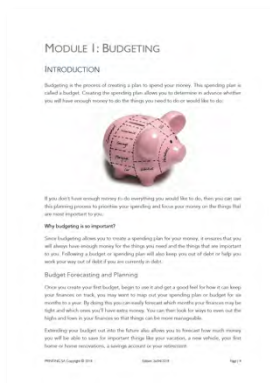 MODULE 1: BUDGETING
INTRODUCTION
Budgeting is the process of creating a plan to spend your money. This spending plan is
called a budget. Creating this spending plan allows you to determine in advance whether
you will have enough money to do the things you need to do or would like to do.
If you don't have enough money to do everything you would like to do, then you can use
this planning process to prioritise your spending and focus your money on the things that
are most important to you.
Why budgeting is so important?
Since budgeting allows you to create a spending plan for your money, it ensures that you
will always have enough money for the things you need and the things that are important
to you. Following a budget or spending plan will also keep you out of debt or help you
work your way out of debt if you are currently in debt.
Budget Forecasting and Planning
Once you create your first budget, begin to use it and get a good feel for how it can keep
your finances on track, you may want to map out your spending plan or budget for six
months to a year. By doing this you can easily forecast which months your finances may be
tight and which ones you'll have extra money. You can then look for ways to even out the
highs and lows in your finances so that things can be more manageable.
Extending your budget out into the future also allows you to forecast how much money
you will be able to save for important things like your vacation, a new vehicle, your first
home or home renovations, a savings account or your retirement.